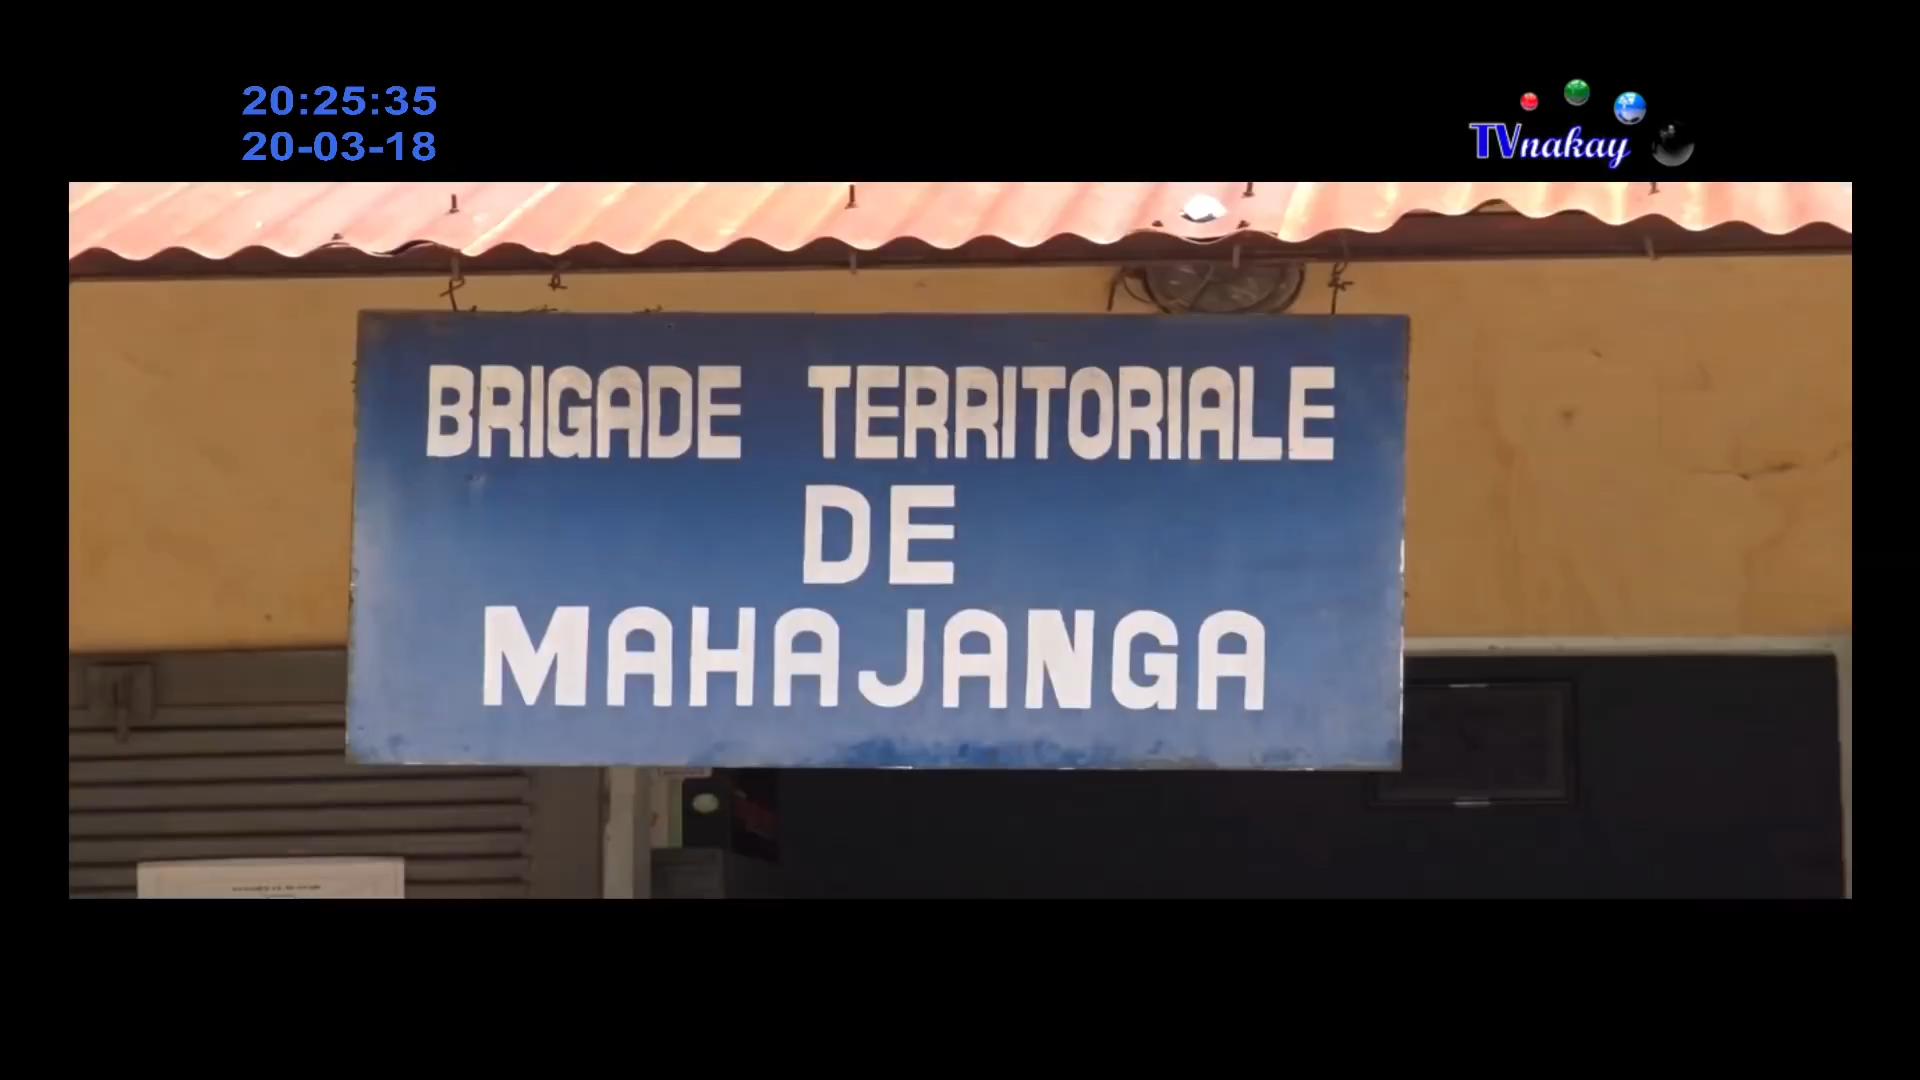 20:25:35
20-03-18
TVnakay
BRIGADE TERRITORIALE
DE
MAHAJANGA